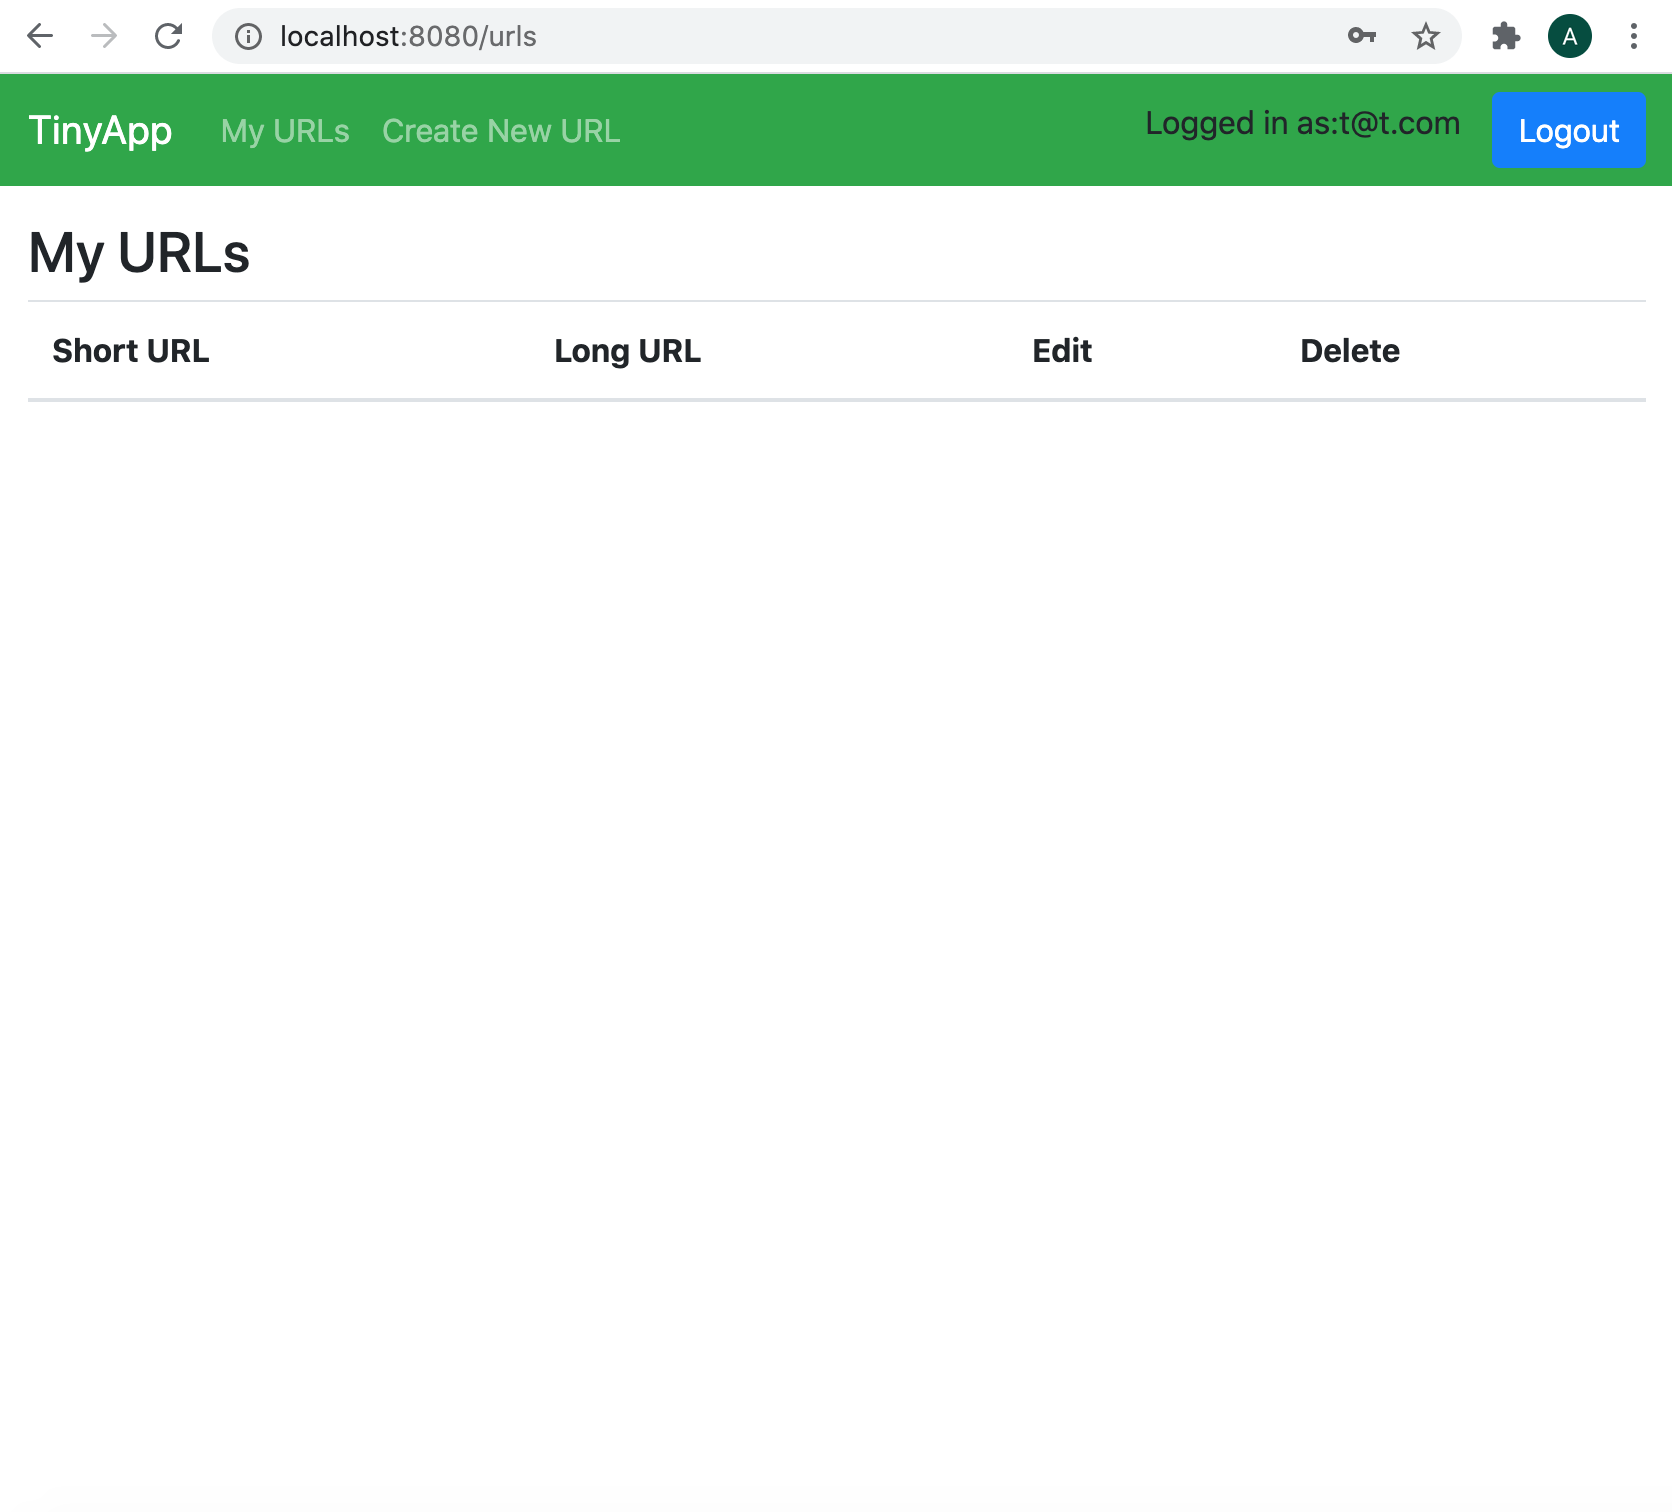 localhost:8080/urls
A
TinyApp My URLs Create New URL Logged in as:t@t.com Logout
My URLs
Short URL Long URL Edit Delete